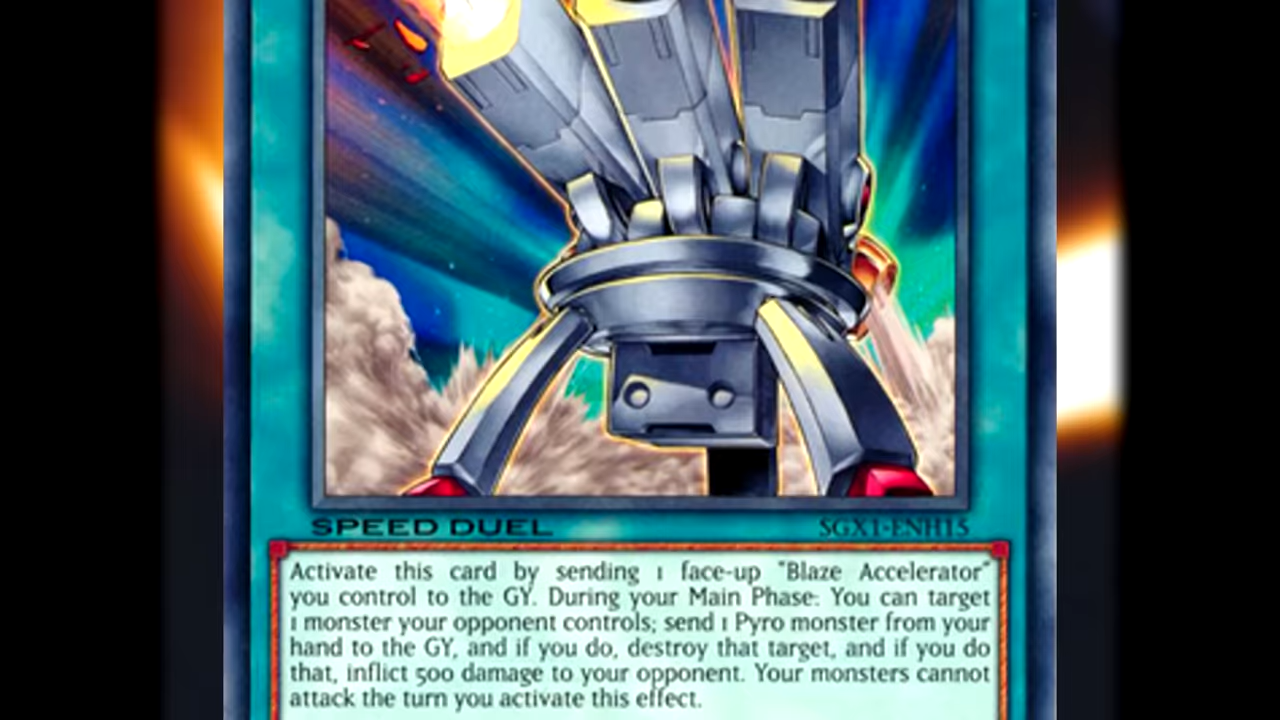 SPEED DUEL SGX1-ENH15
Activate this card by sending 1 face-up "Blaze Accelerator"
you control to the GY. During your Main Phase: You can target
1 monster your opponent controls; send 1 Pyro monster from your
hand to the GY, and if you do, destroy that target, and if you do
that, inflict 500 damage to your opponent. Your monsters cannot
attack the turn you activate this effect.